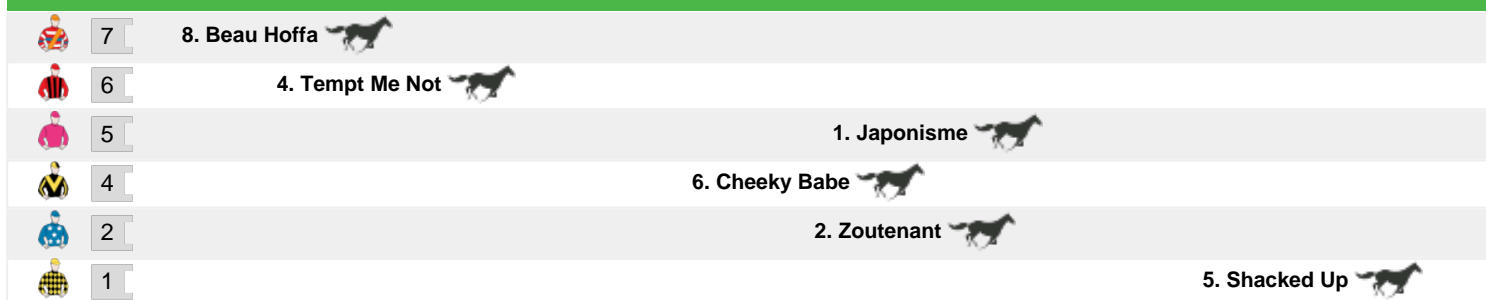 7 8. Beau Hoffa
6 4. Tempt Me Not
5 1. Japonisme
4 6. Cheeky Babe
2 2. Zoutenant
1 5. Shacked Up